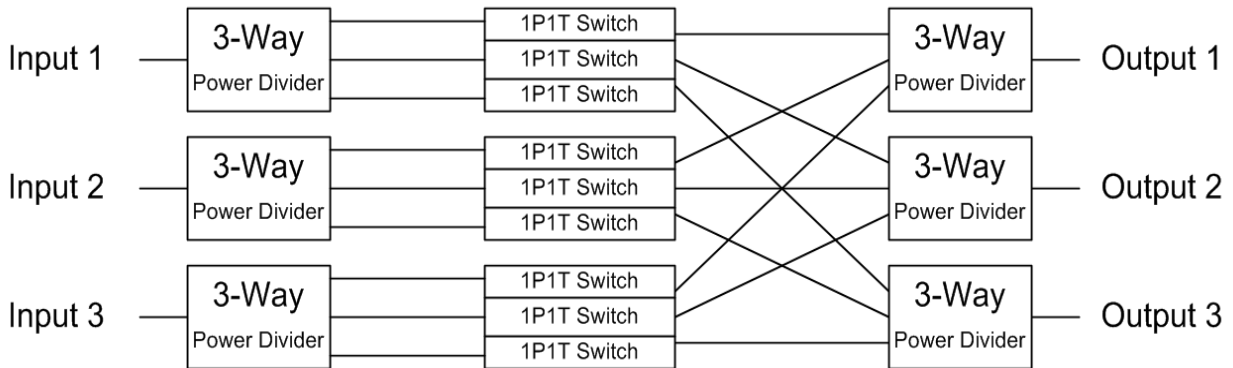 Input 1
3-Way
Power Divider
1P1T Switch
1P1T Switch
1P1T Switch
3-Way
Power Divider
Output 1
Input 2
3-Way
Power Divider
1P1T Switch
1P1T Switch
1P1T Switch
3-Way
Power Divider
Output 2
Input 3
3-Way
Power Divider
1P1T Switch
1P1T Switch
1P1T Switch
3-Way
Power Divider
Output 3